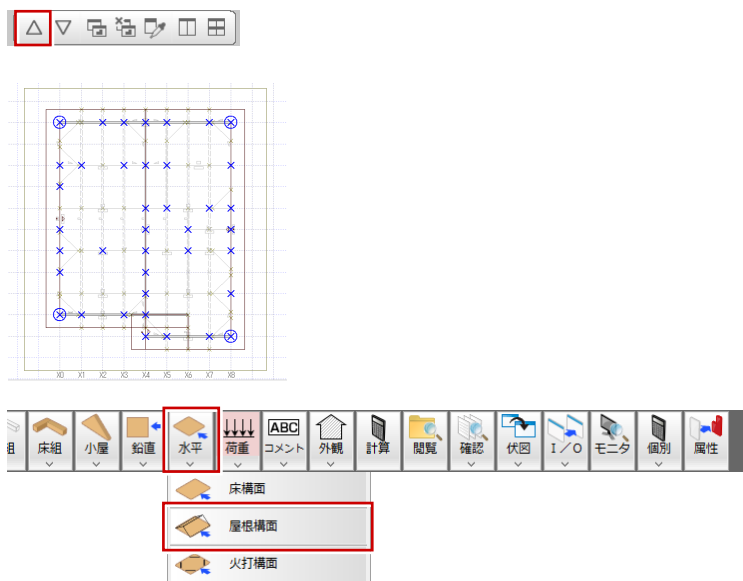 X0 X1 X2 X3 X4 X5 X6 X7 X8
組 床組 小屋 鉛直 水平 荷重 ABC コメント 外観 計算 閲覧 確認 伏図 I/O モニタ 個別 属性
床構面
屋根構面
火打構面